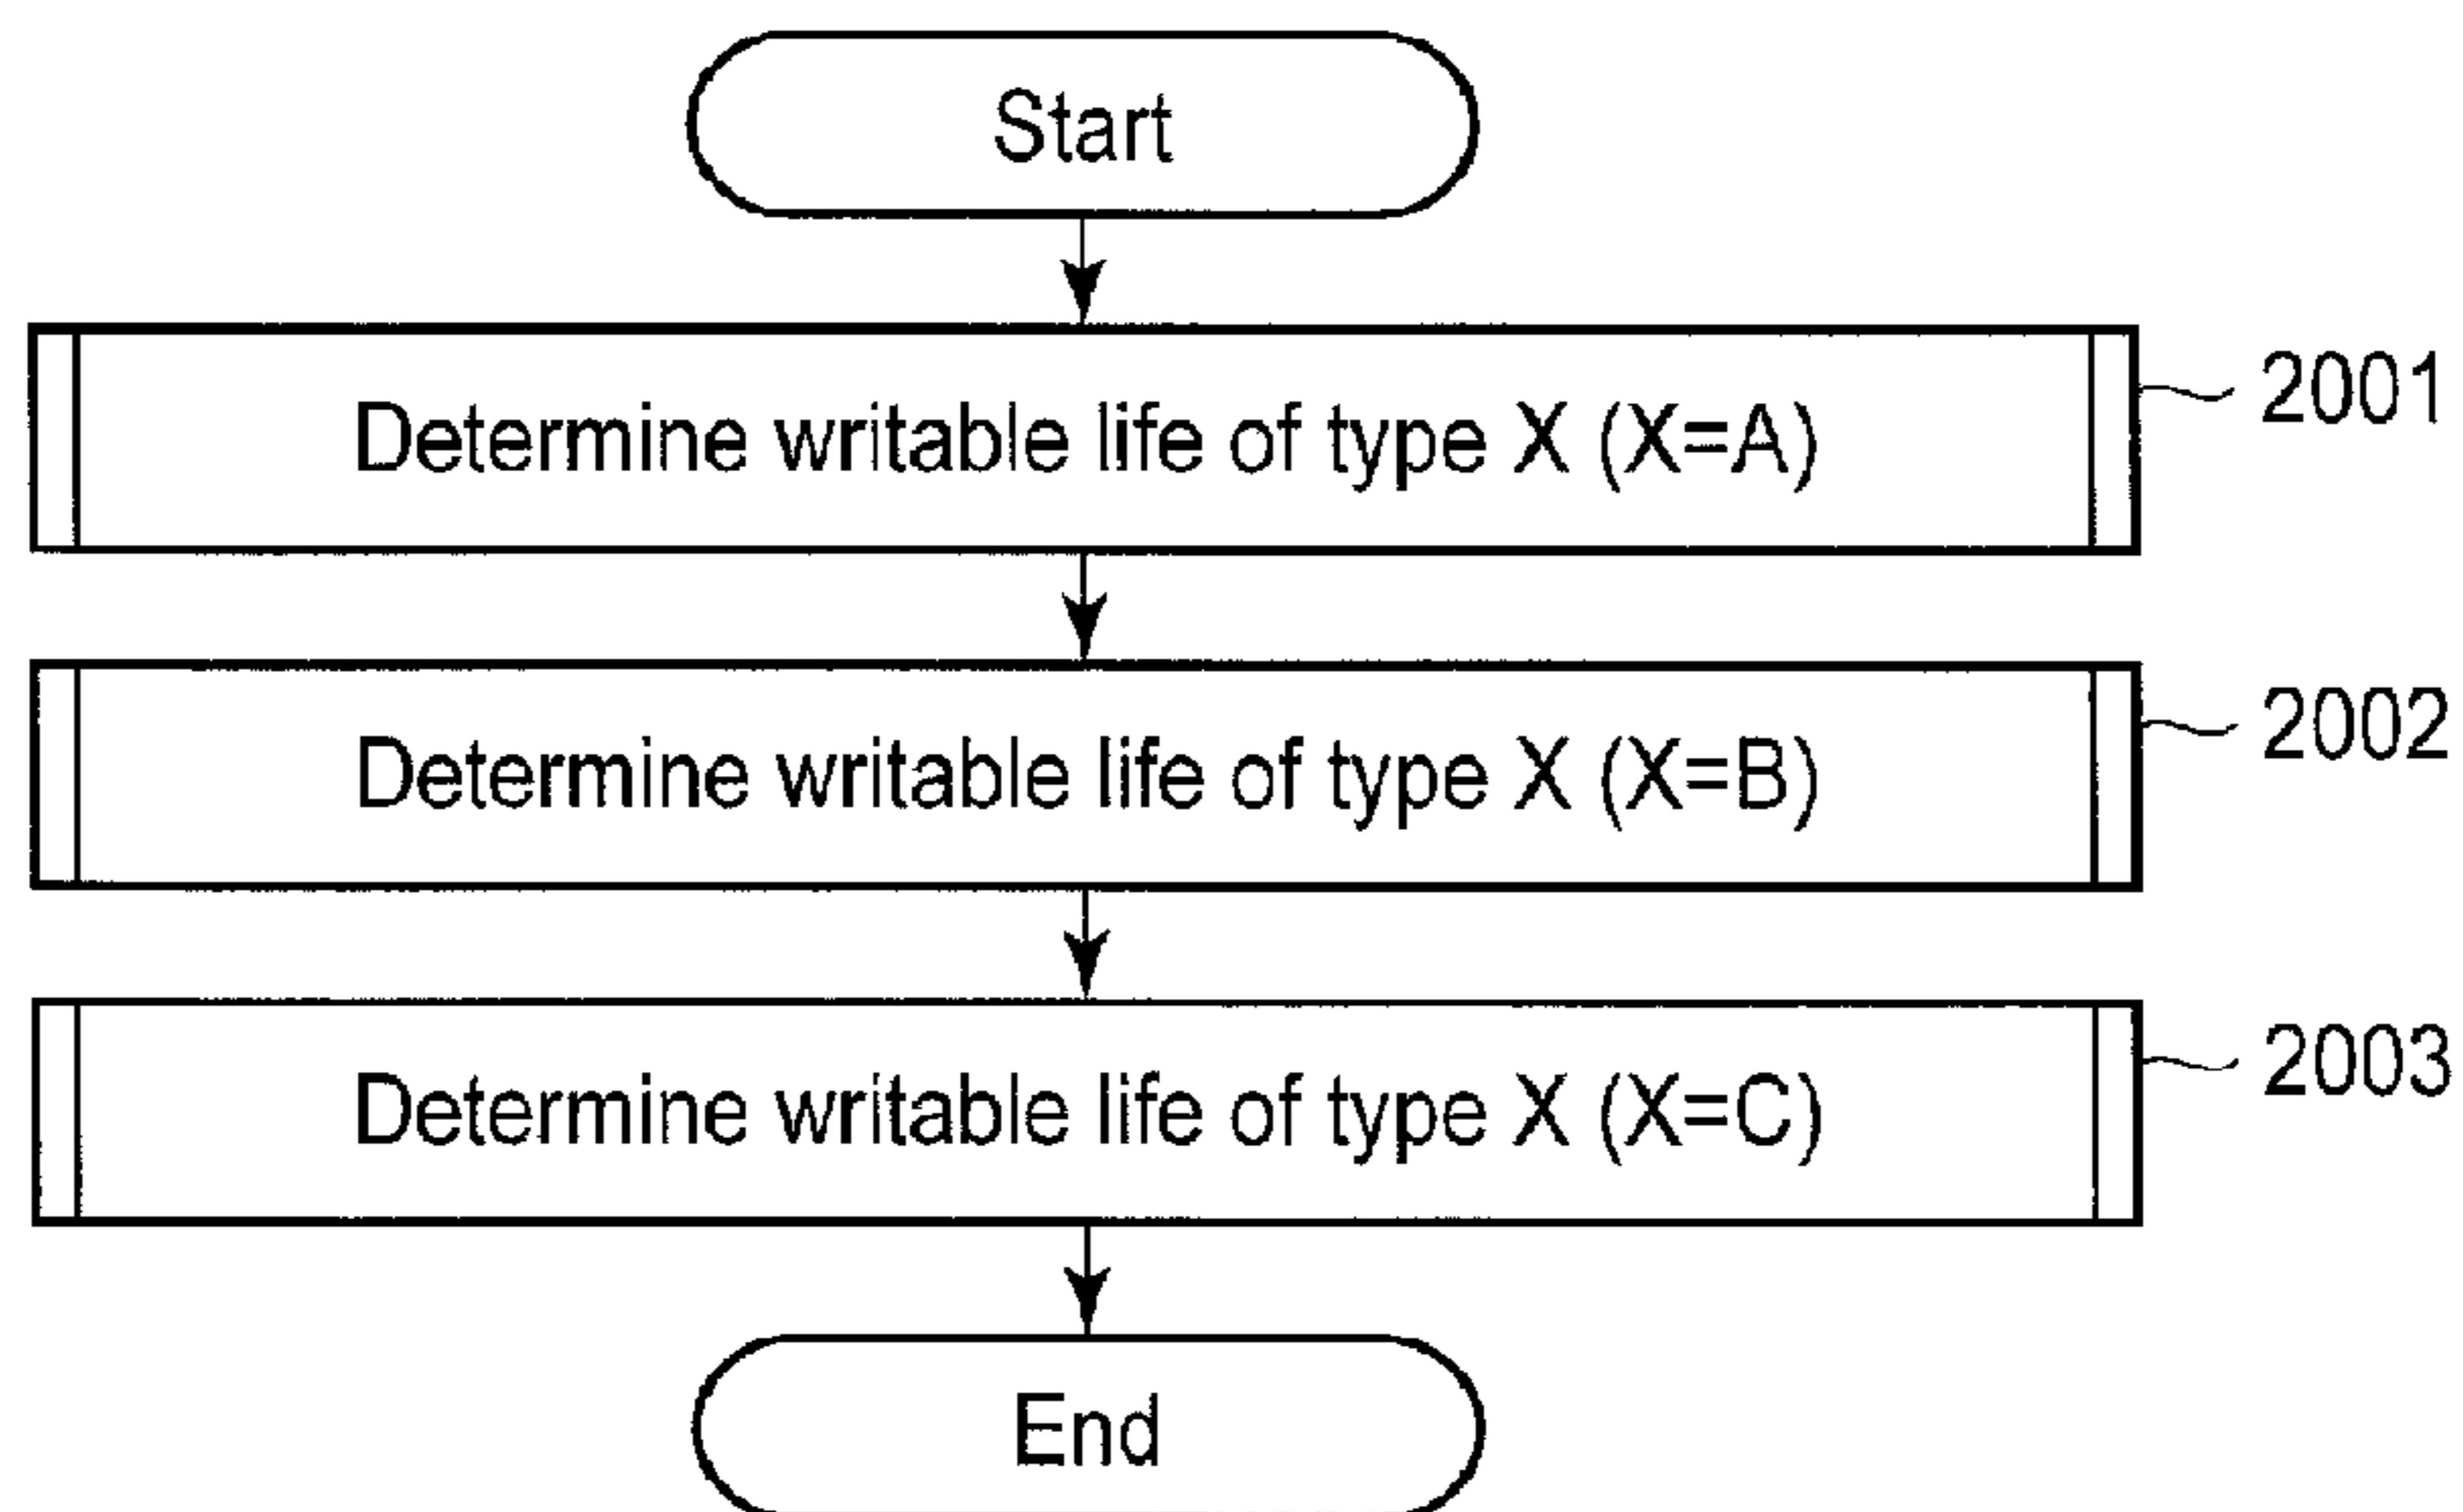 Start
Determine writable life of type X (X=A)
2001
Determine writable life of type X (X=B)
2002
Determine writable life of type X (X=C)
2003
End